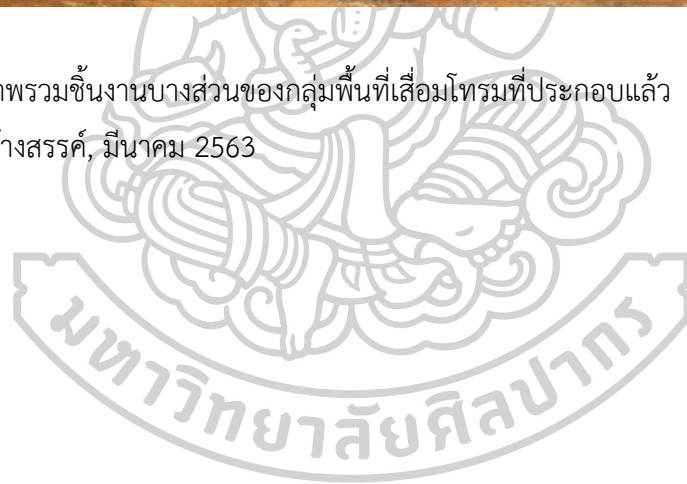 พรวมชิ้นงานบางส่วนของกลุ่มพื้นที่เสื่อมโทรมที่ประกอบแล้ว
างสรรค์, มีนาคม 2563
มหาวิทยาลัยศิลปากร